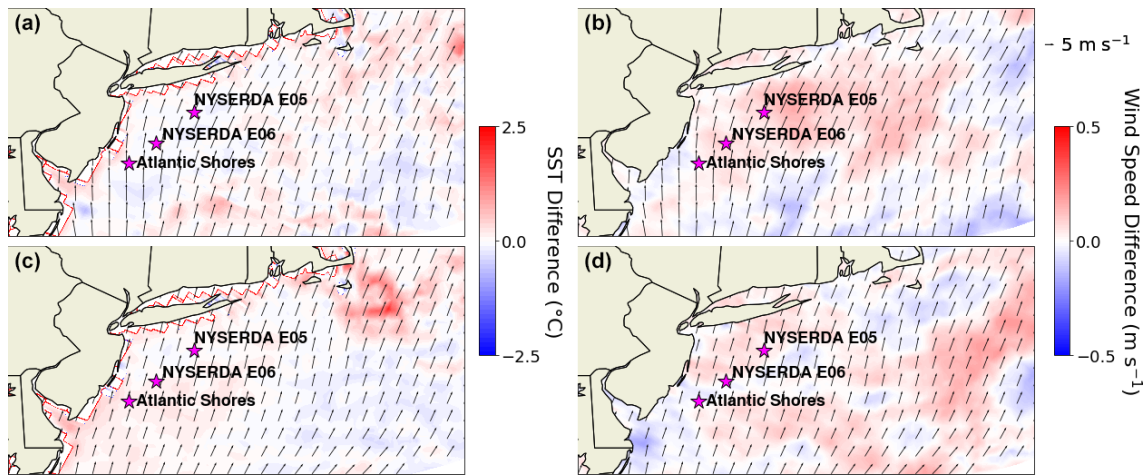 (a)
NYSERDA E05
NYSERDA E06
Atlantic Shores
(b)
NYSERDA E05
NYSERDA E06
Atlantic Shores
5 m s⁻¹
(c)
NYSERDA E05
NYSERDA E06
Atlantic Shores
2.5
0.0
−2.5
SST Difference (°C)
(d)
NYSERDA E05
NYSERDA E06
Atlantic Shores
0.5
0.0
−0.5
Wind Speed Difference (m s⁻¹)